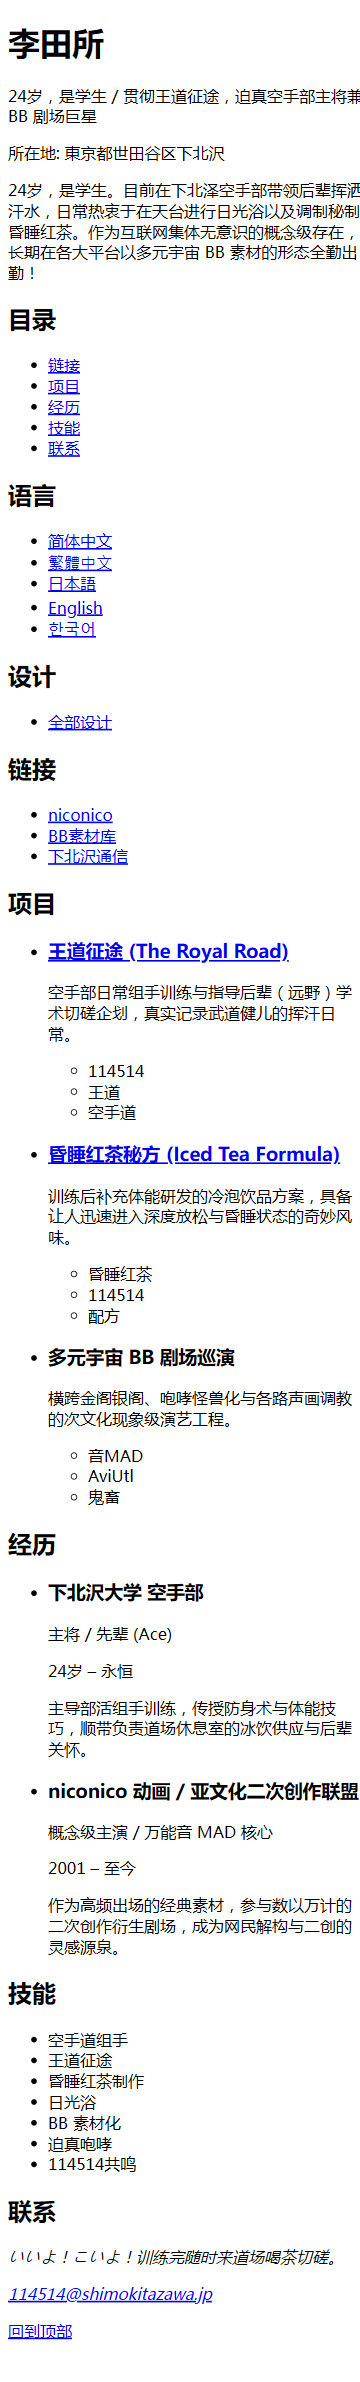 李田所
24岁，是学生 / 贯彻王道征途，迫真空手部主将兼
BB 剧场巨星
所在地: 東京都世田谷区下北沢
24岁，是学生。目前在下北泽空手部带领后辈挥洒
汗水，日常热衷于在天台进行日光浴以及调制秘制
昏睡红茶。作为互联网集体无意识的概念级存在，
长期在各大平台以多元宇宙 BB 素材的形态全勤出
勤！
目录
链接
项目
经历
技能
联系
语言
简体中文
繁體中文
日本語
English
한국어
设计
全部设计
链接
niconico
BB素材库
下北沢通信
项目
王道征途 (The Royal Road)
空手部日常组手训练与指导后辈（远野）学
术切磋企划，真实记录武道健儿的挥汗日
常。
114514
王道
空手道
昏睡红茶秘方 (Iced Tea Formula)
训练后补充体能研发的冷泡饮品方案，具备
让人迅速进入深度放松与昏睡状态的奇妙风
味。
昏睡红茶
114514
配方
多元宇宙 BB 剧场巡演
横跨金阁银阁、咆哮怪兽化与各路声画调教
的次文化现象级演艺工程。
音MAD
AviUtl
鬼畜
经历
下北沢大学 空手部
主将 / 先辈 (Ace)
24岁 – 永恒
主导部活组手训练，传授防身术与体能技
巧，顺带负责道场休息室的冰饮供应与后辈
关怀。
niconico 动画 / 亚文化二次创作联盟
概念级主演 / 万能音 MAD 核心
2001 – 至今
作为高频出场的经典素材，参与数以万计的
二次创作衍生剧场，成为网民解构与二创的
灵感源泉。
技能
空手道组手
王道征途
昏睡红茶制作
日光浴
BB 素材化
迫真咆哮
114514共鸣
联系
いいよ！こいよ！训练完随时来道场喝茶切磋。
114514@shimokitazawa.jp
回到顶部